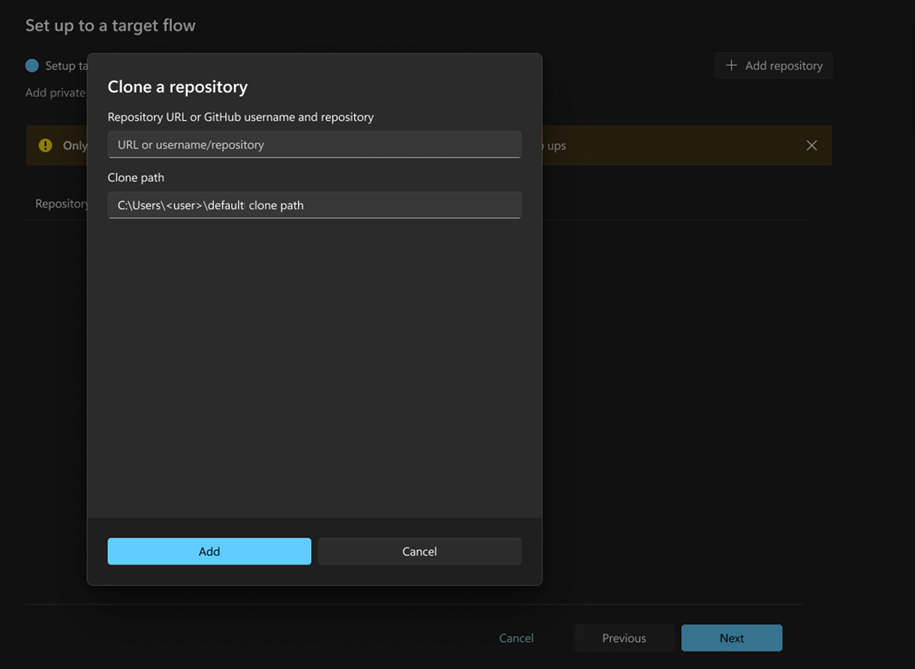 Set up to a target flow
Setup ta
Add repository
Add private
Only
ups
Repository
Clone a repository
Repository URL or GitHub username and repository
URL or username/repository
Clone path
C:\Users\<user>\default clone path
Add
Cancel
Cancel
Previous
Next